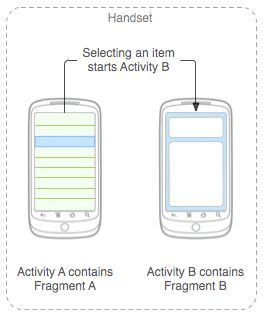 Handset
Selecting an item
starts Activity B
Activity A contains
Fragment A
Activity B contains
Fragment B